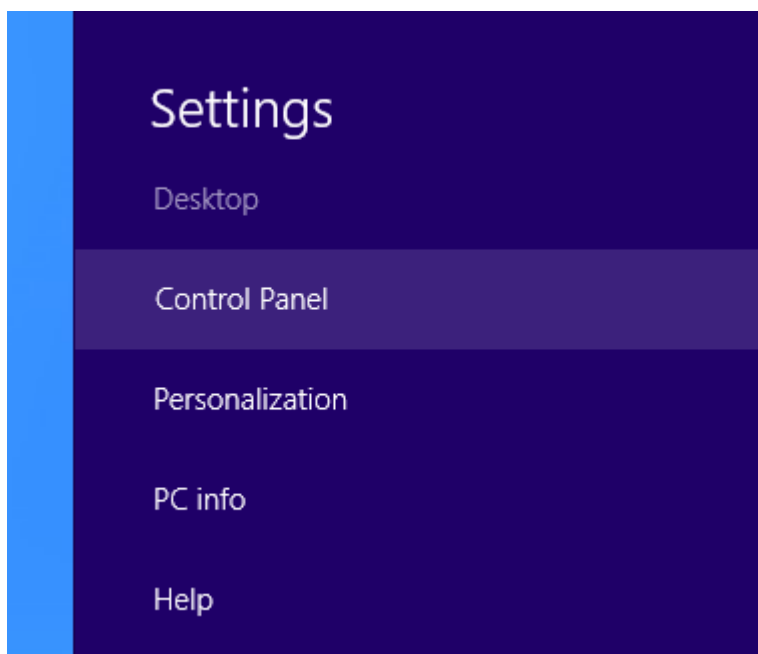 Settings
Desktop
Control Panel
Personalization
PC info
Help